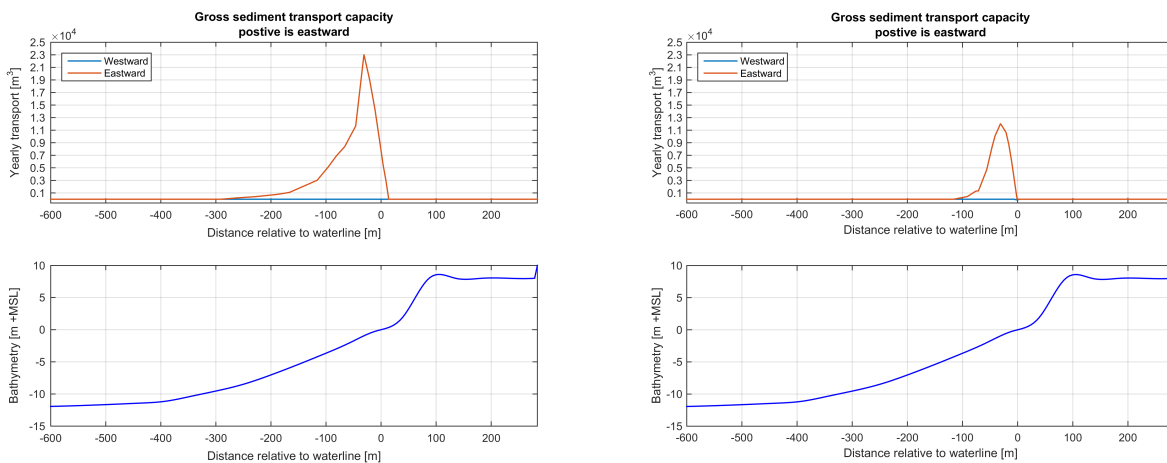 Gross sediment transport capacity
postive is eastward
×10⁴
2.5
2.3
2.1
1.9
1.7
1.5
1.3
1.1
0.9
0.7
0.5
0.3
0.1
Yearly transport [m³]
Westward
Eastward
-600 -500 -400 -300 -200 -100 0 100 200
Distance relative to waterline [m]
10
5
0
-5
-10
-15
Bathymetry [m +MSL]
-600 -500 -400 -300 -200 -100 0 100 200
Distance relative to waterline [m]
Gross sediment transport capacity
postive is eastward
×10⁴
2.5
2.3
2.1
1.9
1.7
1.5
1.3
1.1
0.9
0.7
0.5
0.3
0.1
Yearly transport [m³]
Westward
Eastward
-600 -500 -400 -300 -200 -100 0 100 200
Distance relative to waterline [m]
10
5
0
-5
-10
-15
Bathymetry [m +MSL]
-600 -500 -400 -300 -200 -100 0 100 200
Distance relative to waterline [m]